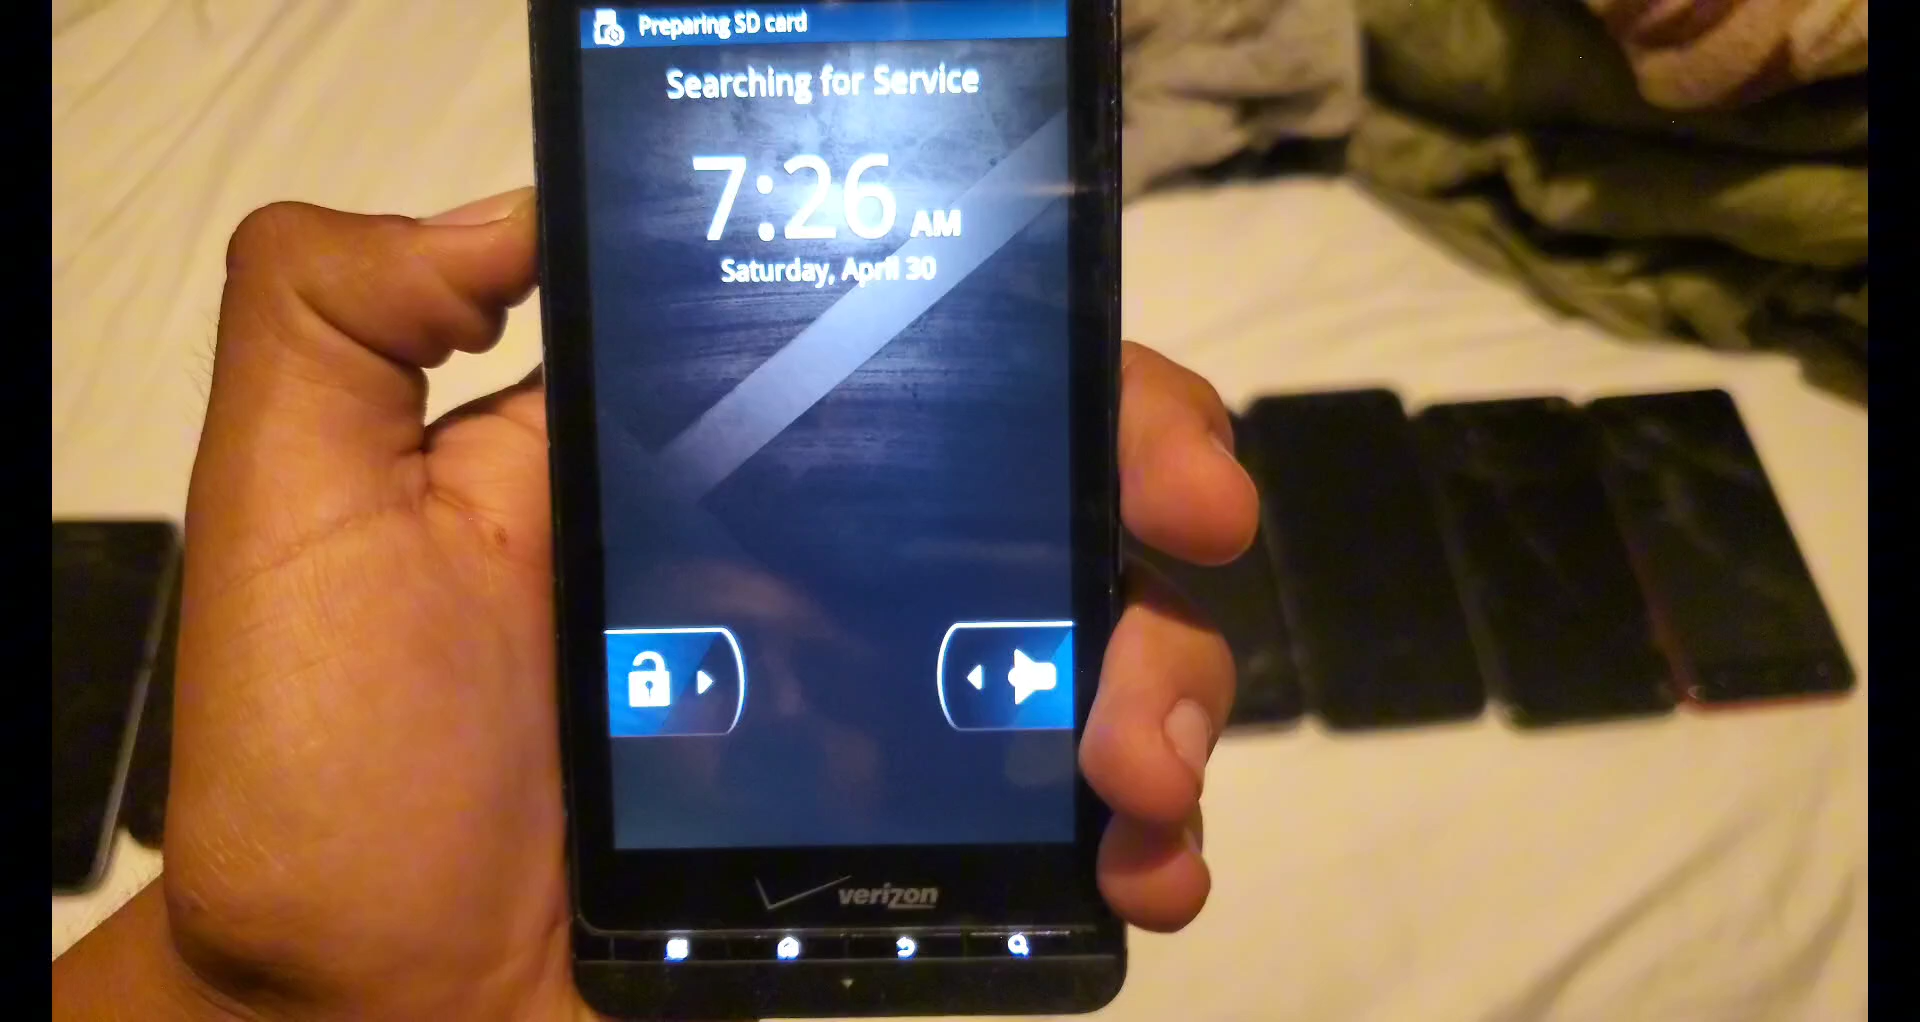 Preparing SD card
Searching for Service
7:26 AM
Saturday, April 30
verizon